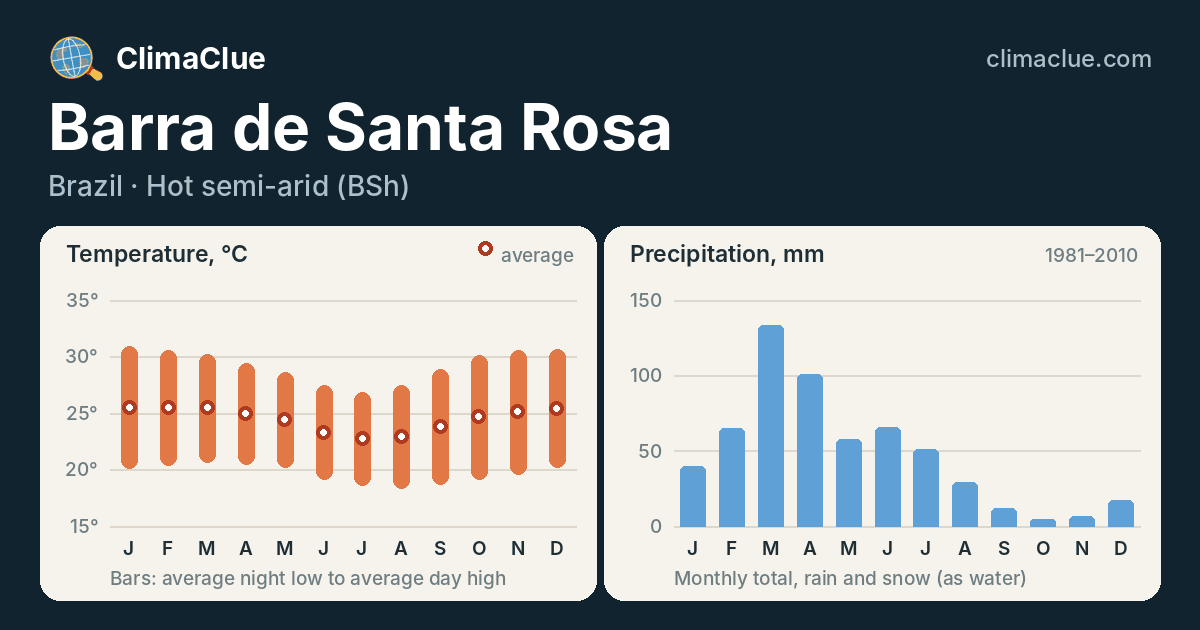 ClimaClue
climaclue.com
Barra de Santa Rosa
Brazil · Hot semi-arid (BSh)
Temperature, °C
average
35°
30°
25°
20°
15°
J F M A M J J A S O N D
Bars: average night low to average day high
Precipitation, mm
1981–2010
150
100
50
0
J F M A M J J A S O N D
Monthly total, rain and snow (as water)